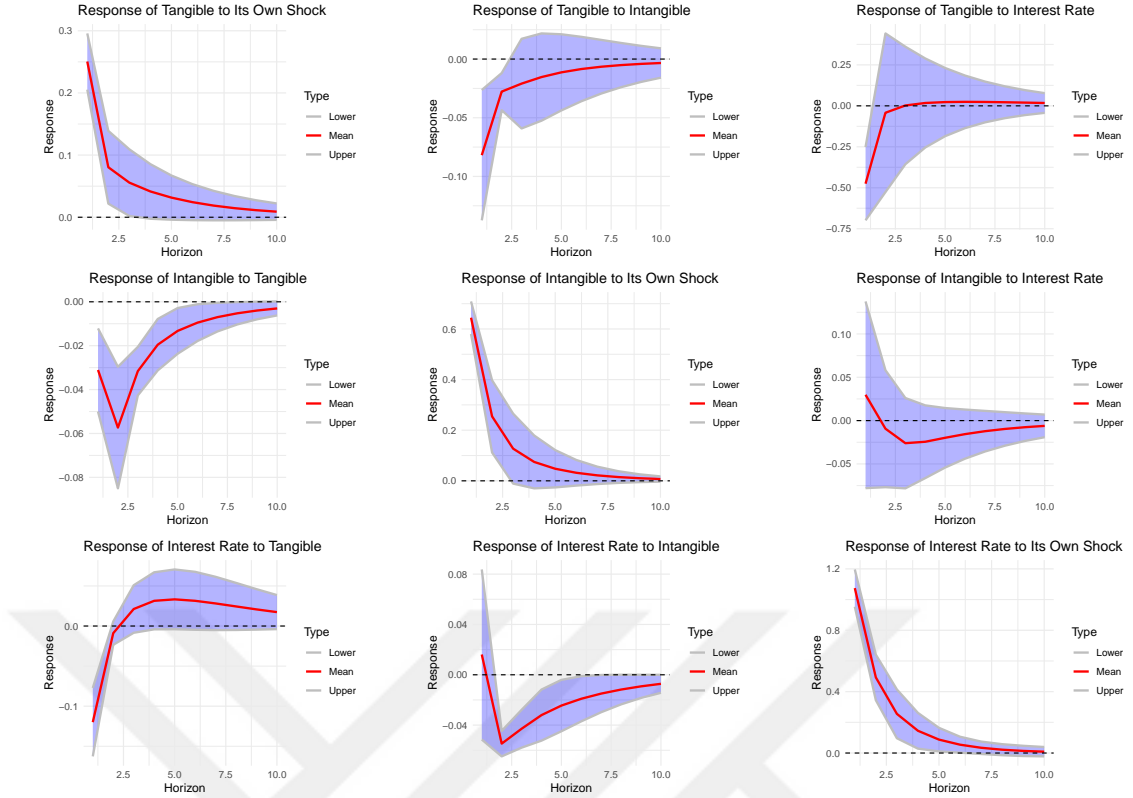 Response of Tangible to Its Own Shock
0.3
0.2
0.1
0.0
Response
2.5 5.0 7.5 10.0
Horizon
Type
Lower
Mean
Upper
Response of Tangible to Intangible
0.00
−0.05
−0.10
Response
2.5 5.0 7.5 10.0
Horizon
Type
Lower
Mean
Upper
Response of Tangible to Interest Rate
0.25
0.00
−0.25
−0.50
−0.75
Response
2.5 5.0 7.5 10.0
Horizon
Type
Lower
Mean
Upper
Response of Intangible to Tangible
0.00
−0.02
−0.04
−0.06
−0.08
Response
2.5 5.0 7.5 10.0
Horizon
Type
Lower
Mean
Upper
Response of Intangible to Its Own Shock
0.6
0.4
0.2
0.0
Response
2.5 5.0 7.5 10.0
Horizon
Type
Lower
Mean
Upper
Response of Intangible to Interest Rate
0.10
0.05
0.00
−0.05
Response
2.5 5.0 7.5 10.0
Horizon
Type
Lower
Mean
Upper
Response of Interest Rate to Tangible
0.0
−0.1
Response
2.5 5.0 7.5 10.0
Horizon
Type
Lower
Mean
Upper
Response of Interest Rate to Intangible
0.08
0.04
0.00
−0.04
Response
2.5 5.0 7.5 10.0
Horizon
Type
Lower
Mean
Upper
Response of Interest Rate to Its Own Shock
1.2
0.8
0.4
0.0
Response
2.5 5.0 7.5 10.0
Horizon
Type
Lower
Mean
Upper